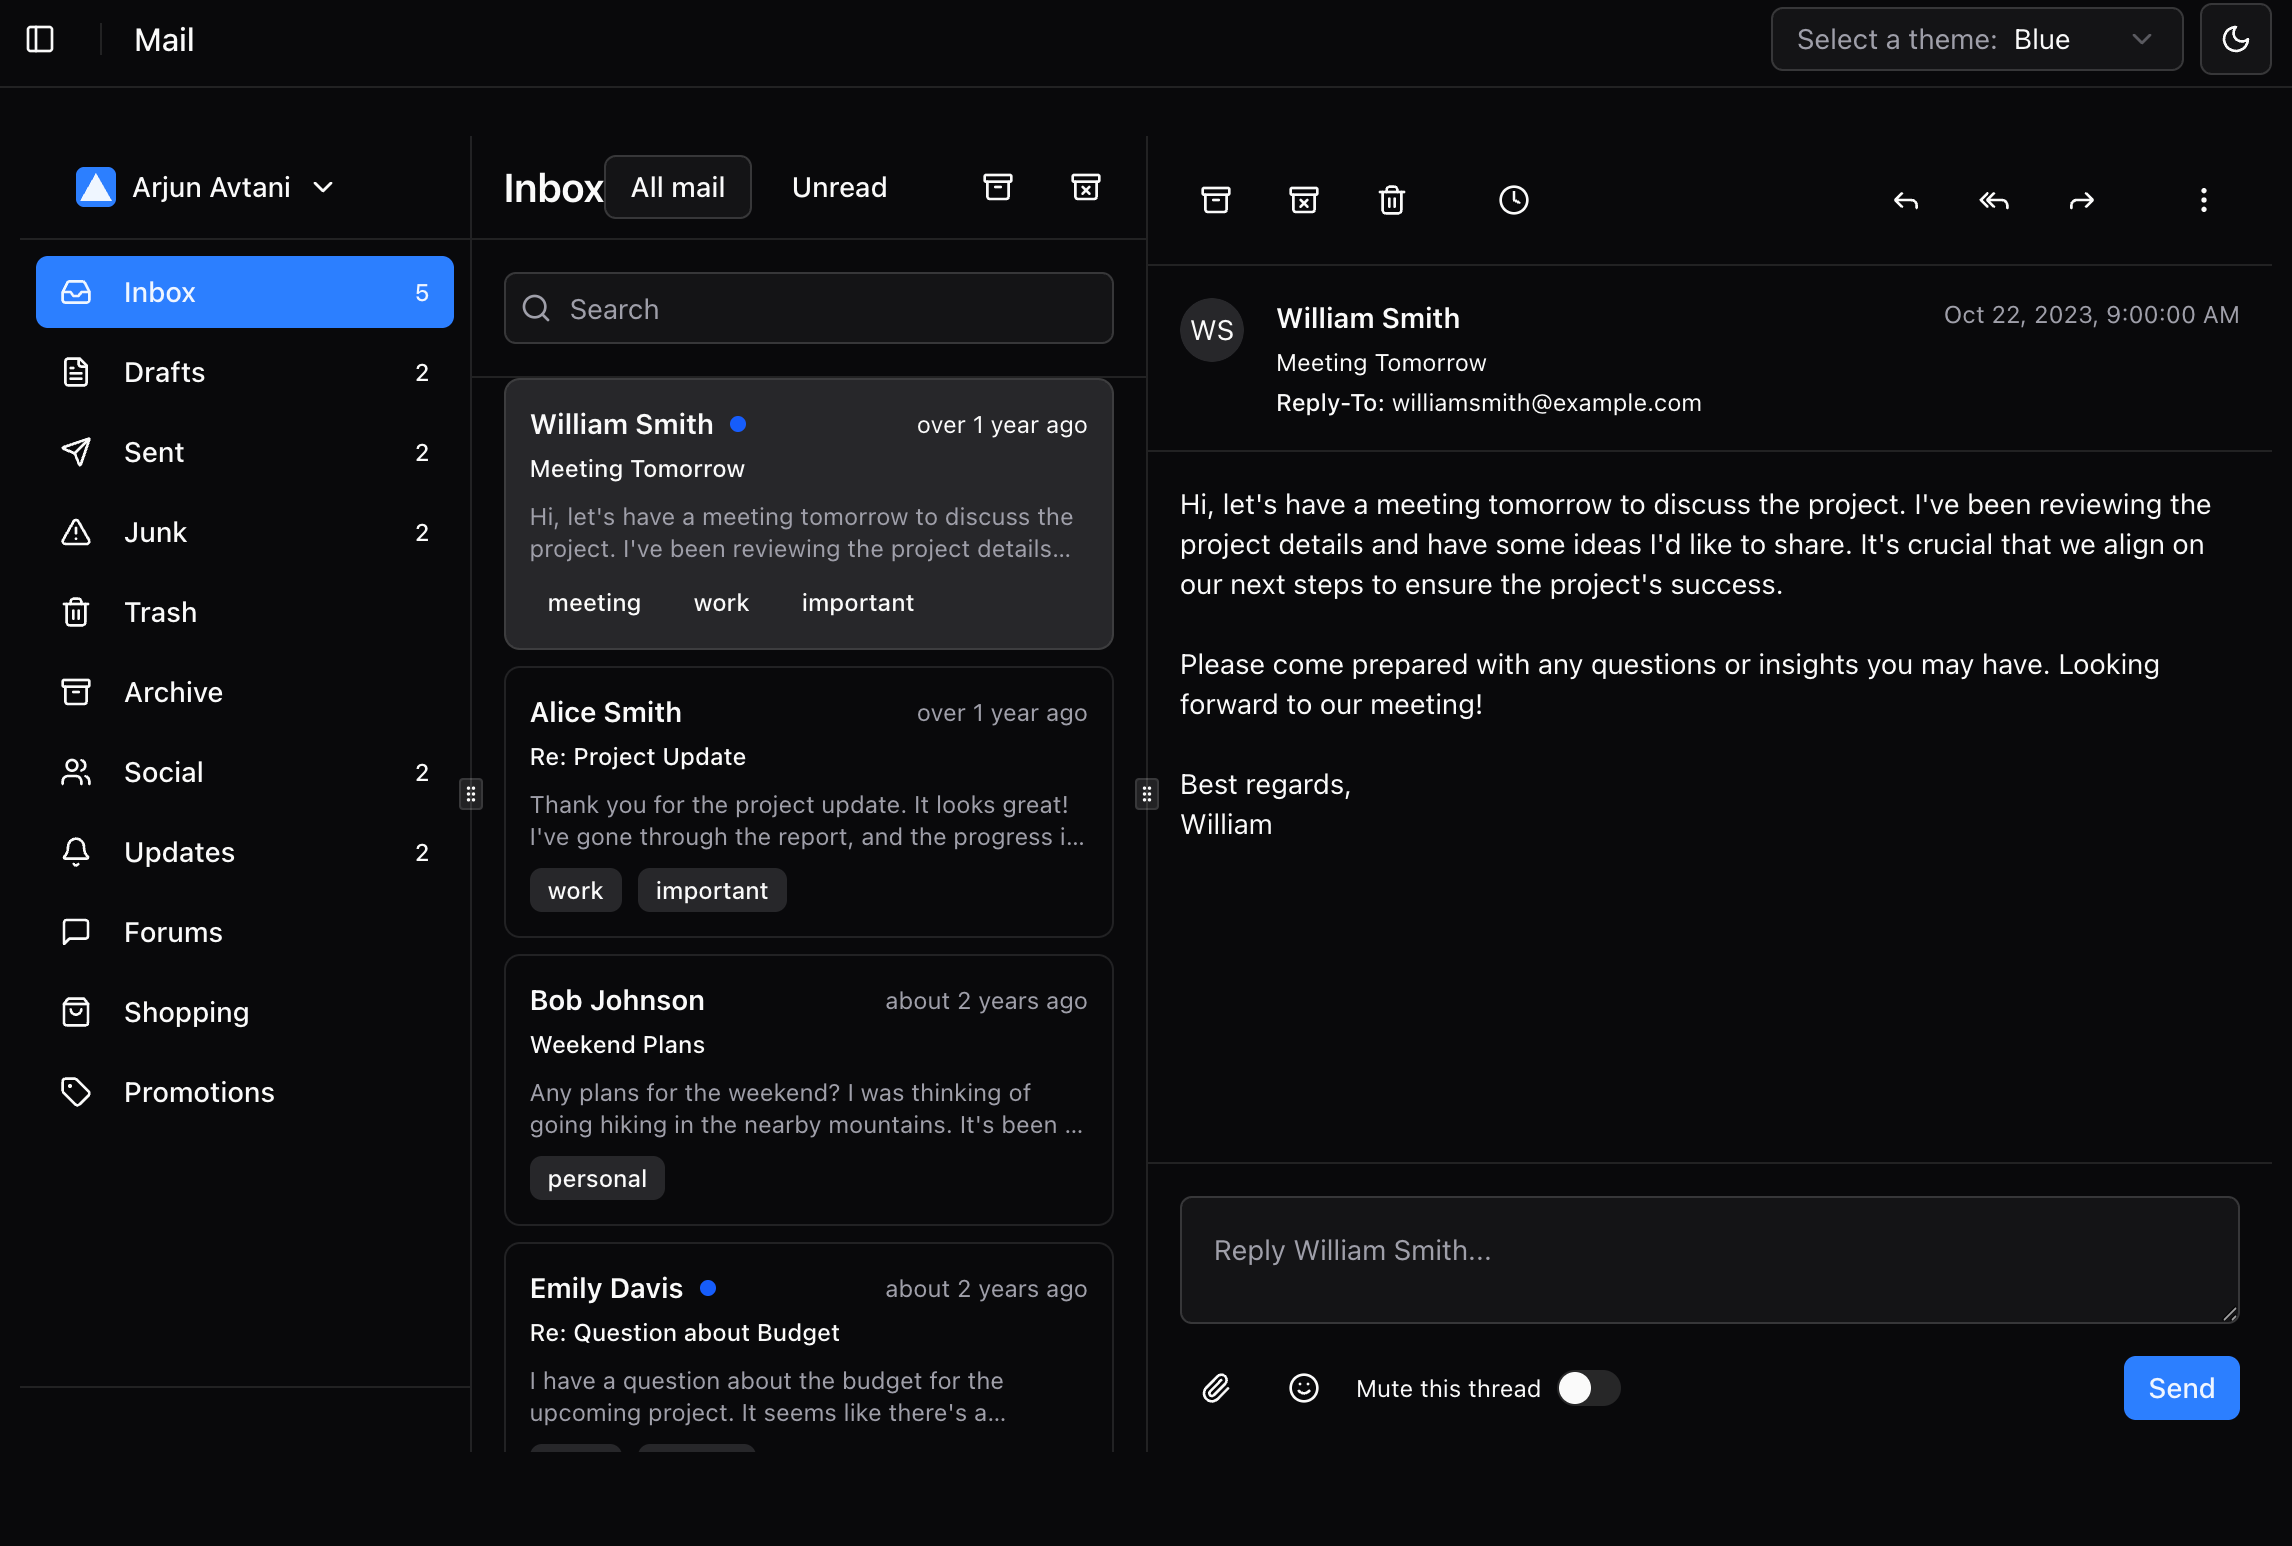 Mail
Select a theme: Blue
Arjun Avtani
Inbox 5
Drafts 2
Sent 2
Junk 2
Trash
Archive
Social 2
Updates 2
Forums
Shopping
Promotions
Inbox
All mail
Unread
Search
William Smith
over 1 year ago
Meeting Tomorrow
Hi, let's have a meeting tomorrow to discuss the
project. I've been reviewing the project details...
meeting work important
Alice Smith
over 1 year ago
Re: Project Update
Thank you for the project update. It looks great!
I've gone through the report, and the progress i...
work important
Bob Johnson
about 2 years ago
Weekend Plans
Any plans for the weekend? I was thinking of
going hiking in the nearby mountains. It's been ...
personal
Emily Davis
about 2 years ago
Re: Question about Budget
I have a question about the budget for the
upcoming project. It seems like there's a...
WS
William Smith
Oct 22, 2023, 9:00:00 AM
Meeting Tomorrow
Reply-To: williamsmith@example.com
Hi, let's have a meeting tomorrow to discuss the project. I've been reviewing the
project details and have some ideas I'd like to share. It's crucial that we align on
our next steps to ensure the project's success.
Please come prepared with any questions or insights you may have. Looking
forward to our meeting!
Best regards,
William
Reply William Smith...
Mute this thread
Send